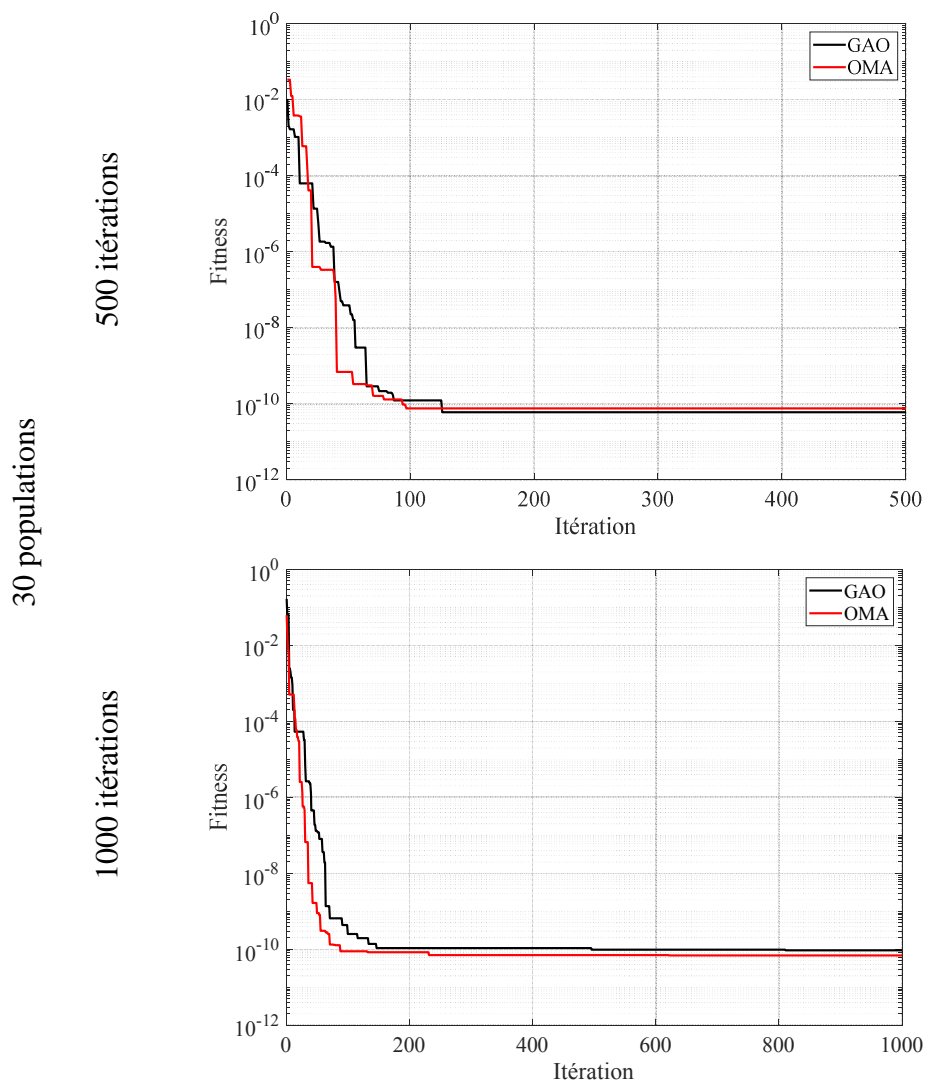 30 populations
500 itérations
Fitness
10^0
10^-2
10^-4
10^-6
10^-8
10^-10
10^-12
GAO
OMA
0 100 200 300 400 500
Itération
1000 itérations
Fitness
10^0
10^-2
10^-4
10^-6
10^-8
10^-10
10^-12
GAO
OMA
0 200 400 600 800 1000
Itération